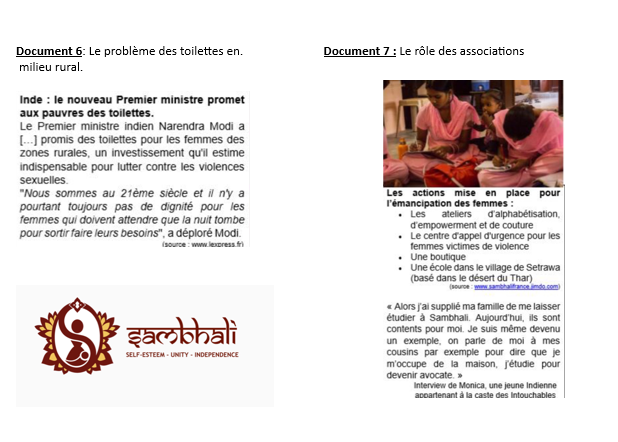 Document 6: Le problème des toilettes en.
milieu rural.
Inde : le nouveau Premier ministre promet
aux pauvres des toilettes.
Le Premier ministre indien Narendra Modi a
[...] promis des toilettes pour les femmes des
zones rurales, un investissement qu'il estime
indispensable pour lutter contre les violences
sexuelles.
"Nous sommes au 21ème siècle et il n'y a
pourtant toujours pas de dignité pour les
femmes qui doivent attendre que la nuit tombe
pour sortir faire leurs besoins", a déploré Modi.
(source : www.lexpress.fr)
sambhali
SELF-ESTEEM - UNITY - INDEPENDENCE
Document 7 : Le rôle des associations
Les actions mise en place pour
l'émancipation des femmes :
• Les ateliers d'alphabétisation,
d'empowerment et de couture
• Le centre d'appel d'urgence pour les
femmes victimes de violence
• Une boutique
• Une école dans le village de Setrawa
(basé dans le désert du Thar)
(source : www.sambhalifrance.jimdo.com)
« Alors j'ai supplié ma famille de me laisser
étudier à Sambhali. Aujourd'hui, ils sont
contents pour moi. Je suis même devenu
un exemple, on parle de moi à mes
cousins par exemple pour dire que je
m'occupe de la maison, j'étudie pour
devenir avocate. »
Interview de Monica, une jeune Indienne
appartenant à la caste des Intouchables